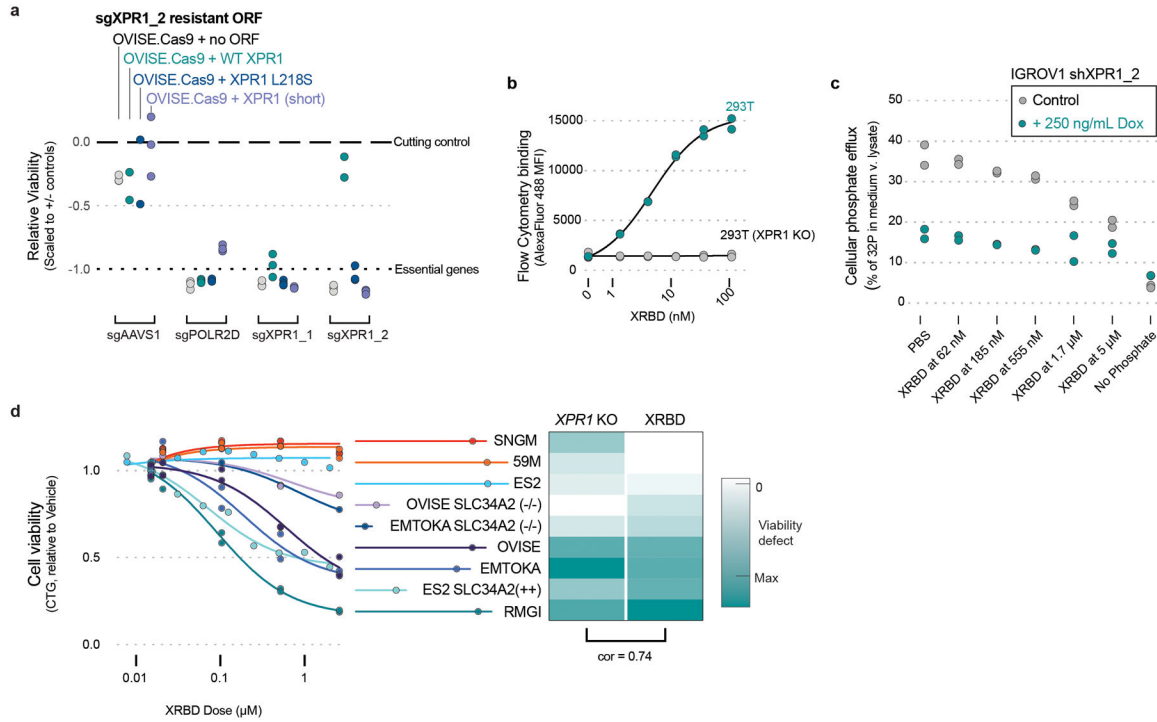 a
sgXPR1_2 resistant ORF
OVISE.Cas9 + no ORF
OVISE.Cas9 + WT XPR1
OVISE.Cas9 + XPR1 L218S
OVISE.Cas9 + XPR1 (short)
Relative Viability
(Scaled to +/- controls)
0.0
-0.5
-1.0
Cutting control
Essential genes
sgAAVS1
sgPOLR2D
sgXPR1_1
sgXPR1_2
b
Flow Cytometry binding
(AlexaFluor 488 MFI)
15000
10000
5000
0
293T
293T (XPR1 KO)
0
1
10
100
XRBD (nM)
c
IGROV1 shXPR1_2
Control
+ 250 ng/mL Dox
Cellular phosphate efflux
(% of 32P in medium v. lysate)
50
40
30
20
10
0
PBS
XRBD at 62 nM
XRBD at 185 nM
XRBD at 555 nM
XRBD at 1.7 µM
XRBD at 5 µM
No Phosphate
d
Cell viability
(CTG, relative to Vehicle)
1.0
0.5
0.0
0.01
0.1
1
XRBD Dose (µM)
SNGM
59M
ES2
OVISE SLC34A2 (-/-)
EMTOKA SLC34A2 (-/-)
OVISE
EMTOKA
ES2 SLC34A2(++)
RMGI
XPR1 KO
XRBD
cor = 0.74
0
Viability
defect
Max